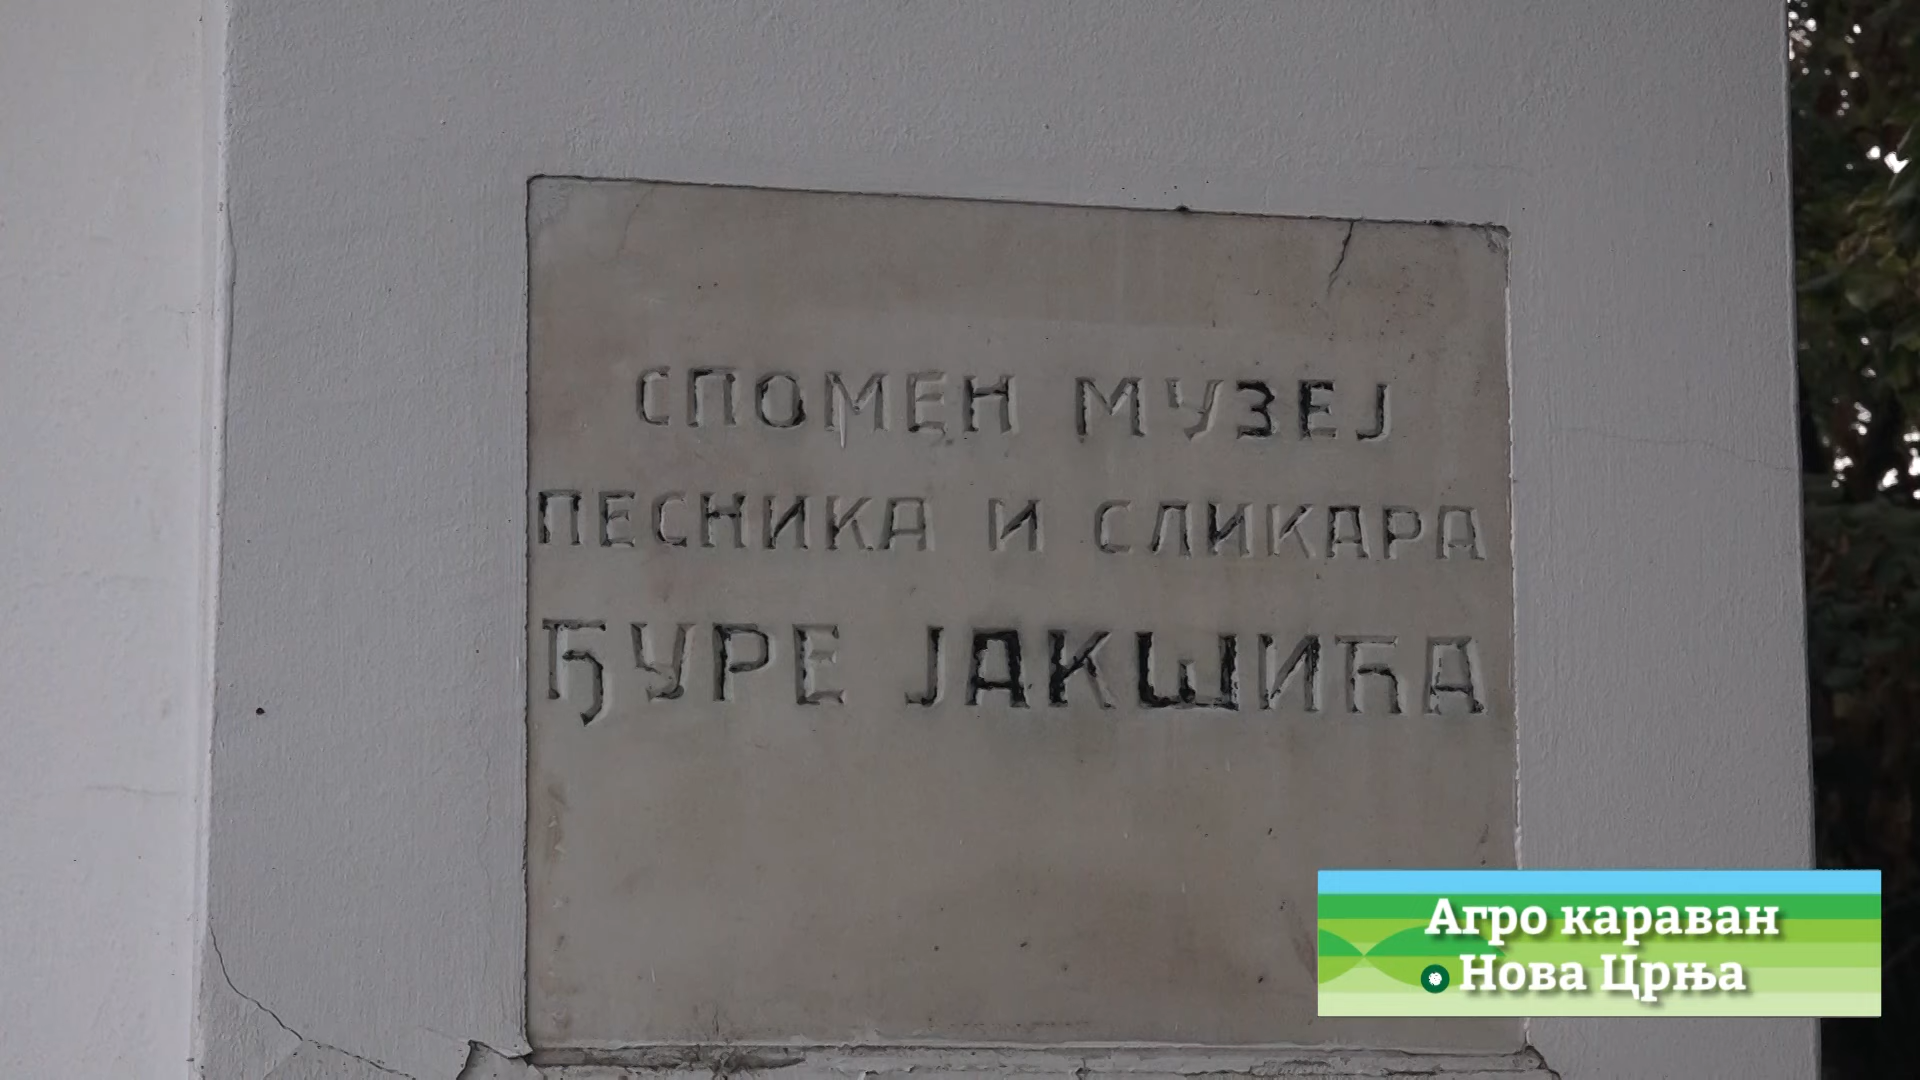 СПОМЕН МУЗЕЈ
ПЕСНИКА И СЛИКАРА
ЂУРЕ ЈАКШИЋА
Агро караван
Нова Црња